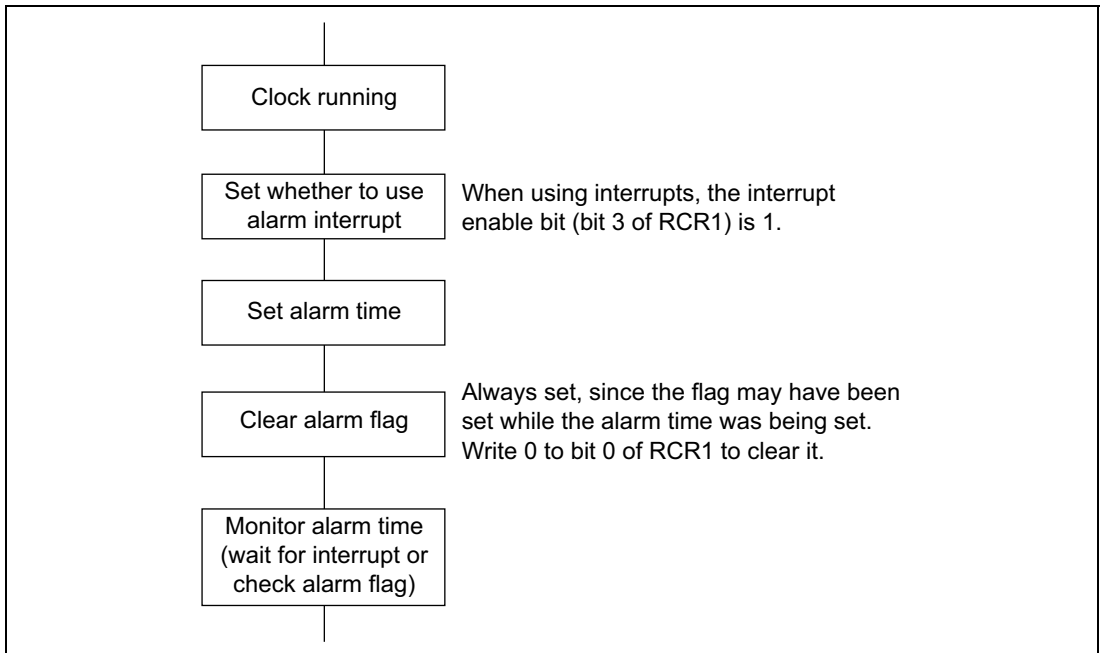 Clock running
Set whether to use
alarm interrupt
When using interrupts, the interrupt
enable bit (bit 3 of RCR1) is 1.
Set alarm time
Clear alarm flag
Always set, since the flag may have been
set while the alarm time was being set.
Write 0 to bit 0 of RCR1 to clear it.
Monitor alarm time
(wait for interrupt or
check alarm flag)